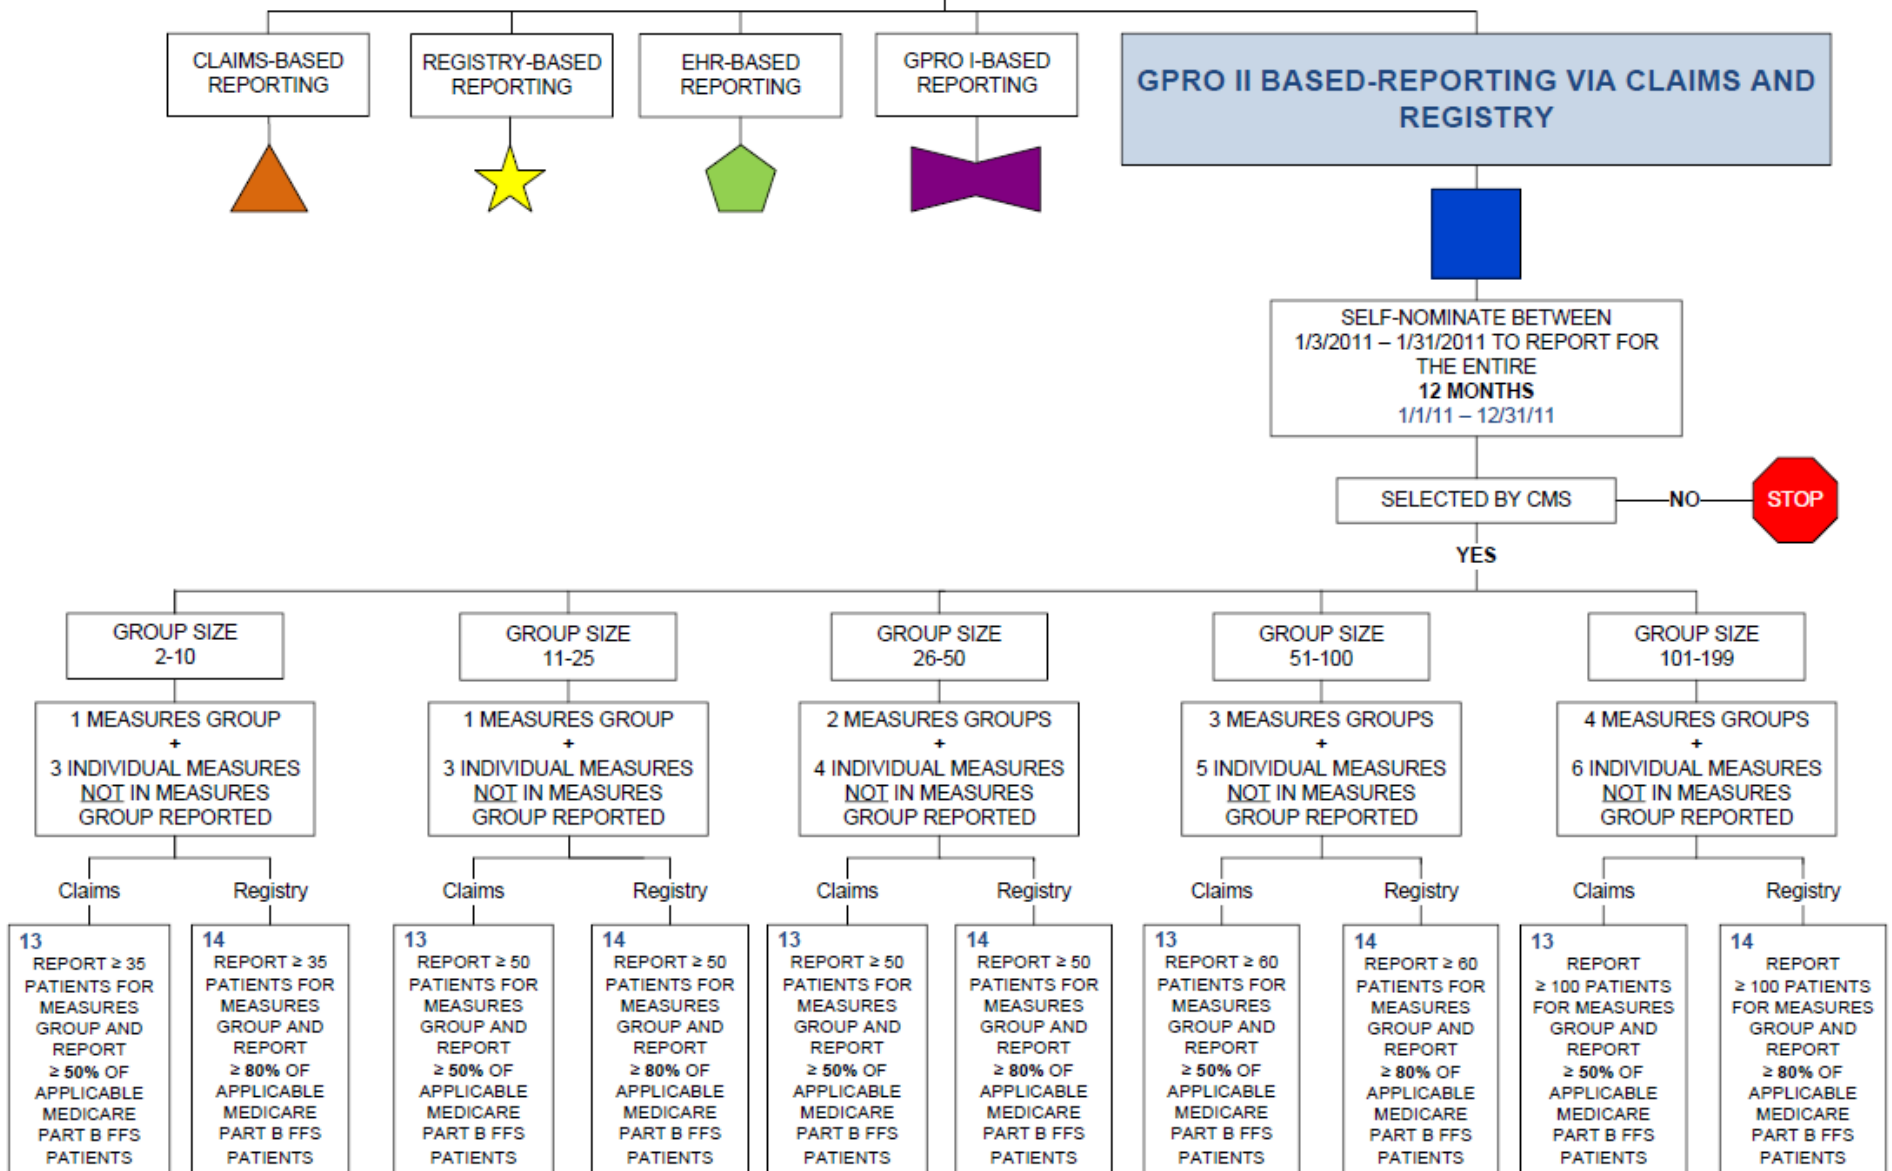 CLAIMS-BASED
REPORTING
REGISTRY-BASED
REPORTING
EHR-BASED
REPORTING
GPRO I-BASED
REPORTING
GPRO II BASED-REPORTING VIA CLAIMS AND
REGISTRY
SELF-NOMINATE BETWEEN
1/3/2011 – 1/31/2011 TO REPORT FOR
THE ENTIRE
12 MONTHS
1/1/11 – 12/31/11
SELECTED BY CMS
NO
STOP
YES
GROUP SIZE
2-10
GROUP SIZE
11-25
GROUP SIZE
26-50
GROUP SIZE
51-100
GROUP SIZE
101-199
1 MEASURES GROUP
+
3 INDIVIDUAL MEASURES
NOT IN MEASURES
GROUP REPORTED
1 MEASURES GROUP
+
3 INDIVIDUAL MEASURES
NOT IN MEASURES
GROUP REPORTED
2 MEASURES GROUPS
+
4 INDIVIDUAL MEASURES
NOT IN MEASURES
GROUP REPORTED
3 MEASURES GROUPS
+
5 INDIVIDUAL MEASURES
NOT IN MEASURES
GROUP REPORTED
4 MEASURES GROUPS
+
6 INDIVIDUAL MEASURES
NOT IN MEASURES
GROUP REPORTED
Claims
Registry
Claims
Registry
Claims
Registry
Claims
Registry
Claims
Registry
13
REPORT ≥ 35
PATIENTS FOR
MEASURES
GROUP AND
REPORT
≥ 50% OF
APPLICABLE
MEDICARE
PART B FFS
PATIENTS
14
REPORT ≥ 35
PATIENTS FOR
MEASURES
GROUP AND
REPORT
≥ 80% OF
APPLICABLE
MEDICARE
PART B FFS
PATIENTS
13
REPORT ≥ 50
PATIENTS FOR
MEASURES
GROUP AND
REPORT
≥ 50% OF
APPLICABLE
MEDICARE
PART B FFS
PATIENTS
14
REPORT ≥ 50
PATIENTS FOR
MEASURES
GROUP AND
REPORT
≥ 80% OF
APPLICABLE
MEDICARE
PART B FFS
PATIENTS
13
REPORT ≥ 50
PATIENTS FOR
MEASURES
GROUP AND
REPORT
≥ 50% OF
APPLICABLE
MEDICARE
PART B FFS
PATIENTS
14
REPORT ≥ 50
PATIENTS FOR
MEASURES
GROUP AND
REPORT
≥ 80% OF
APPLICABLE
MEDICARE
PART B FFS
PATIENTS
13
REPORT ≥ 60
PATIENTS FOR
MEASURES
GROUP AND
REPORT
≥ 50% OF
APPLICABLE
MEDICARE
PART B FFS
PATIENTS
14
REPORT ≥ 60
PATIENTS FOR
MEASURES
GROUP AND
REPORT
≥ 80% OF
APPLICABLE
MEDICARE
PART B FFS
PATIENTS
13
REPORT
≥ 100 PATIENTS
FOR MEASURES
GROUP AND
REPORT
≥ 50% OF
APPLICABLE
MEDICARE
PART B FFS
PATIENTS
14
REPORT
≥ 100 PATIENTS
FOR MEASURES
GROUP AND
REPORT
≥ 80% OF
APPLICABLE
MEDICARE
PART B FFS
PATIENTS